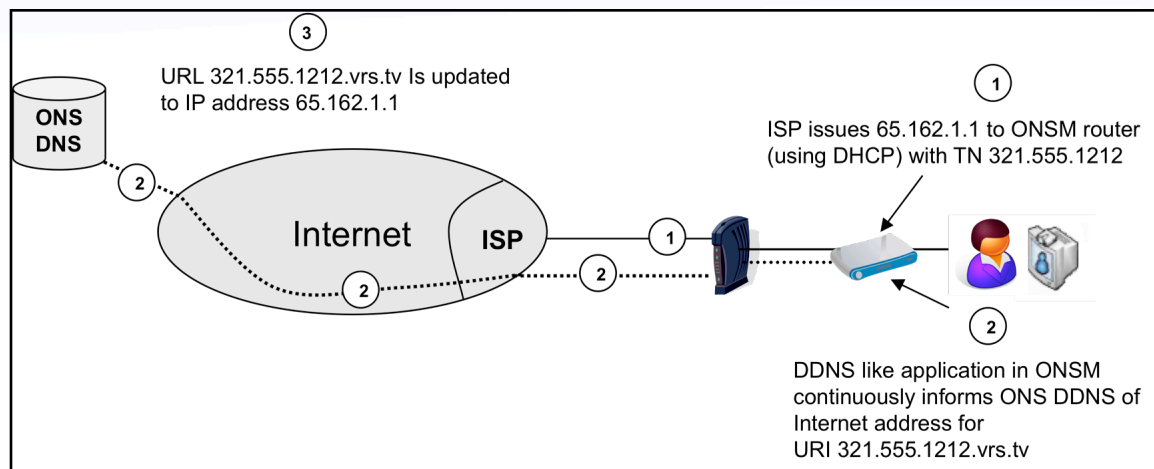 3
URL 321.555.1212.vrs.tv Is updated
to IP address 65.162.1.1
ONS
DNS
1
ISP issues 65.162.1.1 to ONSM router
(using DHCP) with TN 321.555.1212
2
Internet
ISP
1
2
2
2
DDNS like application in ONSM
continuously informs ONS DDNS of
Internet address for
URI 321.555.1212.vrs.tv